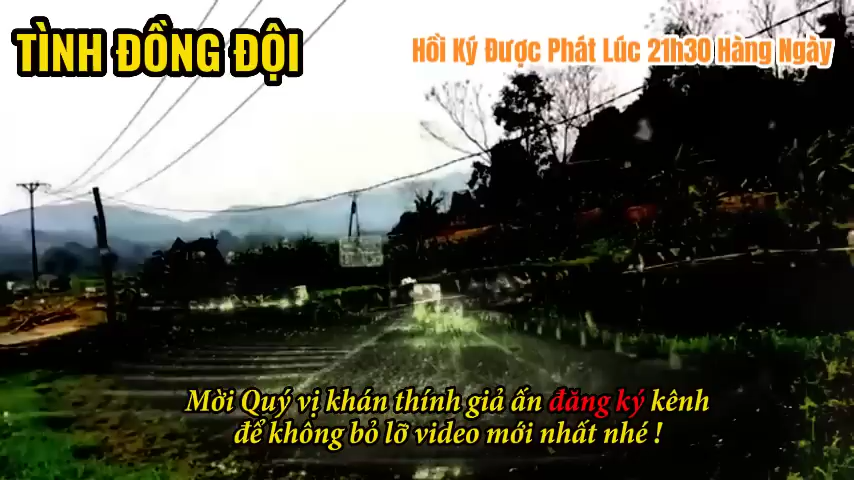 TÌNH ĐỒNG ĐỘI
Hồi Ký Được Phát Lúc 21h30 Hàng Ngày
Mời Quý vị khán thính giả ấn đăng ký kênh
để không bỏ lỡ video mới nhất nhé !